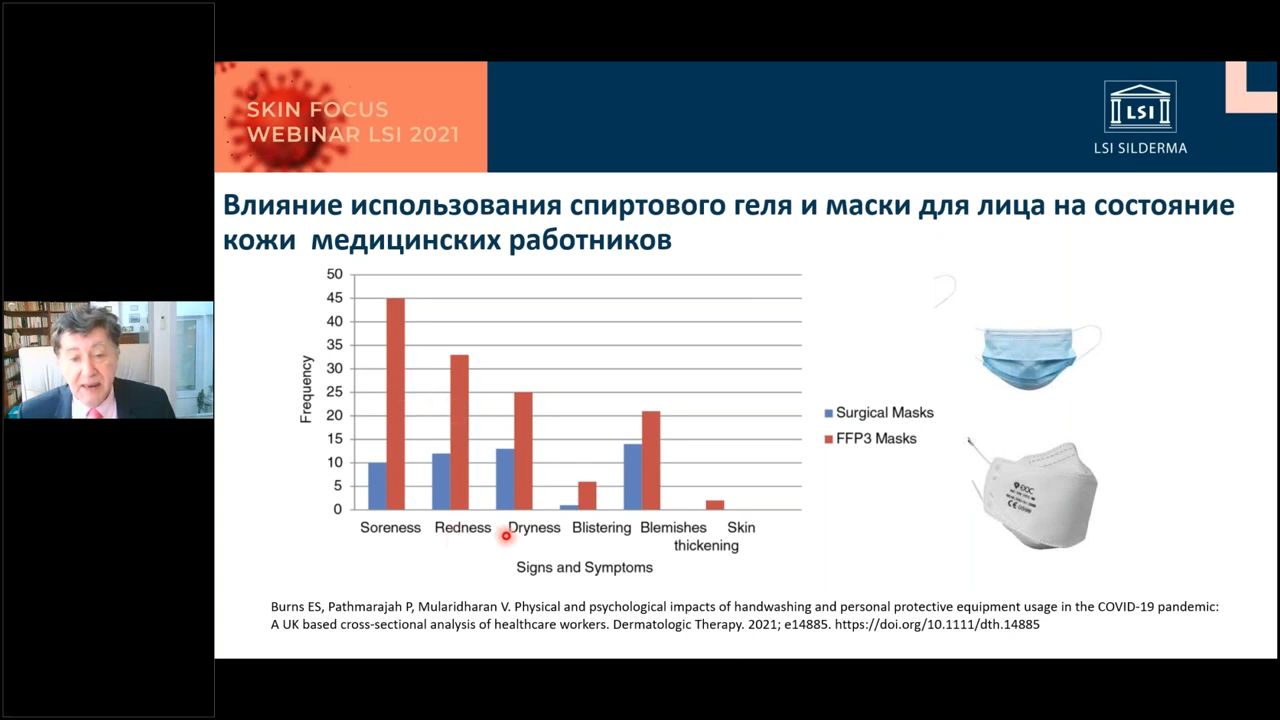 SKIN FOCUS
WEBINAR LSI 2021
LSI
LSI SILDERMA
Влияние использования спиртового геля и маски для лица на состояние
кожи медицинских работников
50
45
40
35
30
25
20
15
10
5
0
Frequency
Soreness Redness Dryness Blistering Blemishes Skin
thickening
Signs and Symptoms
Surgical Masks
FFP3 Masks
Burns ES, Pathmarajah P, Mularidharan V. Physical and psychological impacts of handwashing and personal protective equipment usage in the COVID-19 pandemic:
A UK based cross-sectional analysis of healthcare workers. Dermatologic Therapy. 2021; e14885. https://doi.org/10.1111/dth.14885